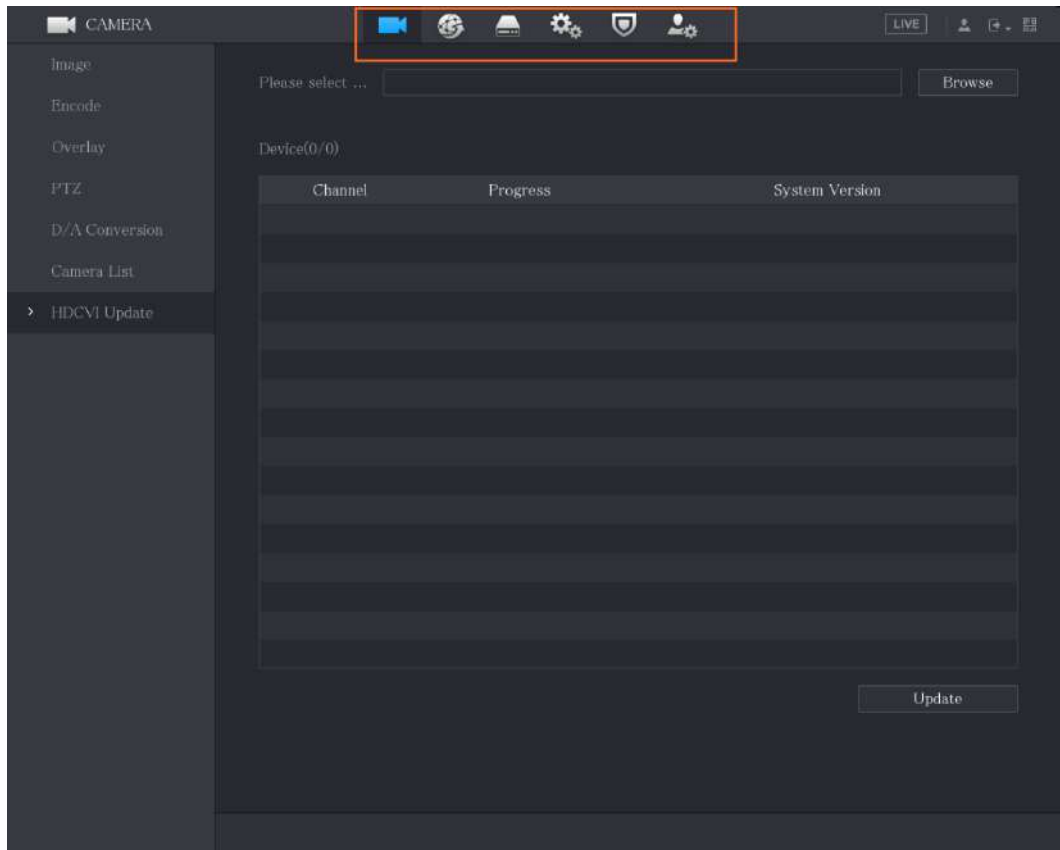 CAMERA
LIVE
Image
Encode
Overlay
PTZ
D/A Conversion
Camera List
HDCVI Update
Please select ...
Browse
Device(0/0)
Channel Progress System Version
Update